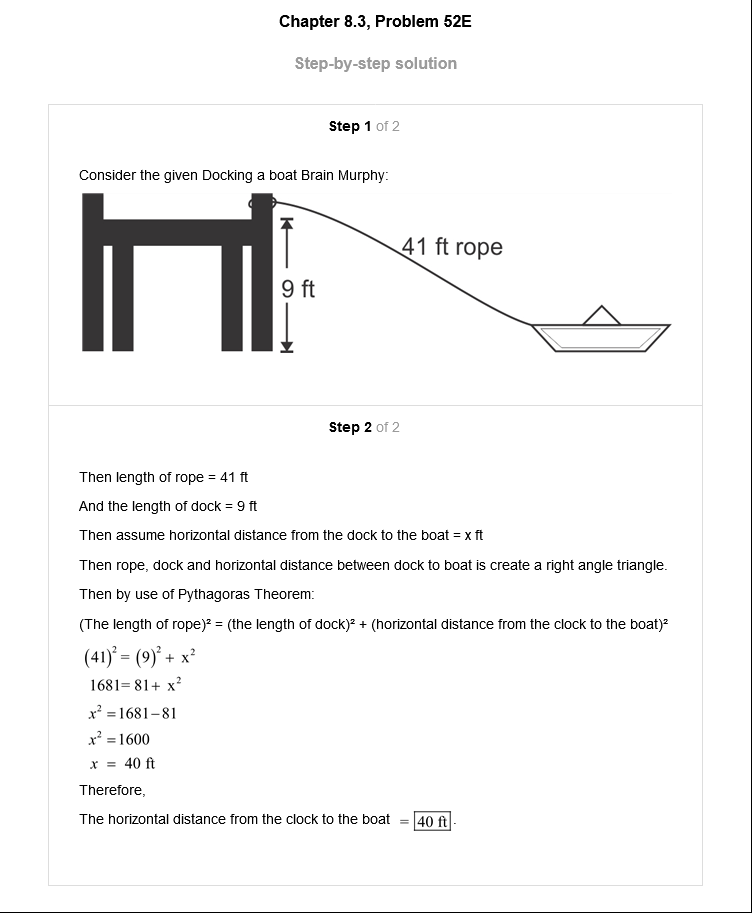 Chapter 8.3, Problem 52E
Step-by-step solution
Step 1 of 2
Consider the given Docking a boat Brain Murphy:
41 ft rope
9 ft
Step 2 of 2
Then length of rope = 41 ft
And the length of dock = 9 ft
Then assume horizontal distance from the dock to the boat = x ft
Then rope, dock and horizontal distance between dock to boat is create a right angle triangle.
Then by use of Pythagoras Theorem:
(The length of rope)² = (the length of dock)² + (horizontal distance from the clock to the boat)²
(41)² = (9)² + x²
1681= 81+ x²
x² =1681−81
x² =1600
x = 40 ft
Therefore,
The horizontal distance from the clock to the boat = 40 ft.